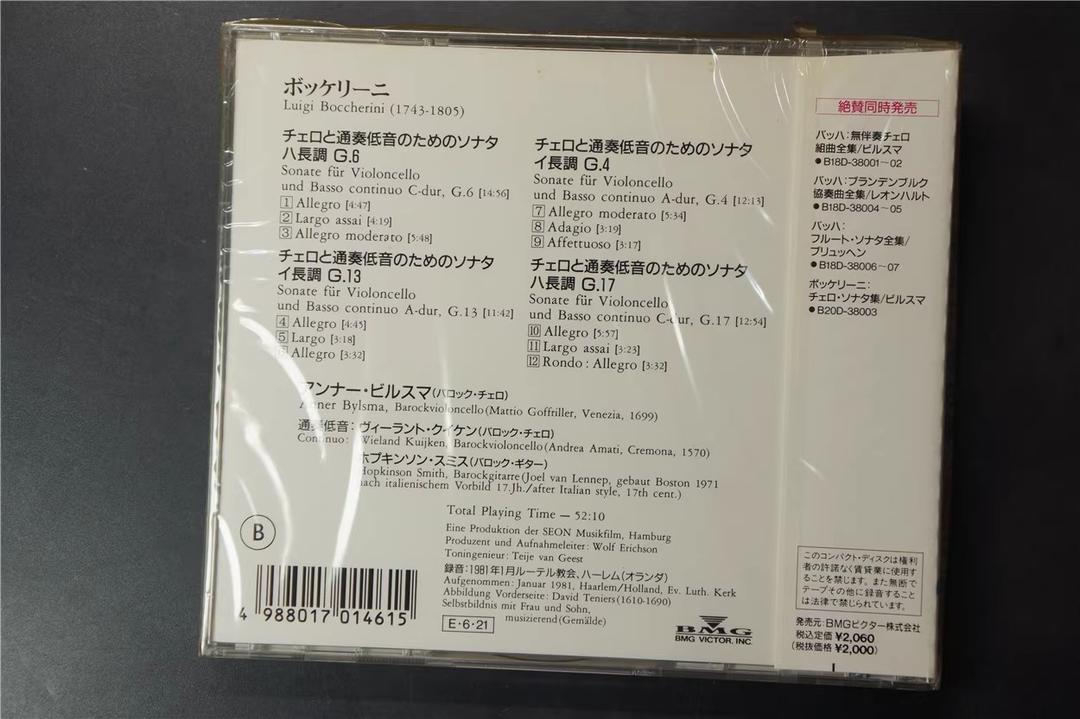 ボッケリーニ
Luigi Boccherini (1743-1805)
チェロと通奏低音のためのソナタ
ハ長調 G.6
Sonate für Violoncello
und Basso continuo C-dur, G.6 [14:56]
1 Allegro [4:47]
2 Largo assai [4:19]
3 Allegro moderato [5:48]
チェロと通奏低音のためのソナタ
イ長調 G.13
Sonate für Violoncello
und Basso continuo A-dur, G.13 [11:42]
4 Allegro [4:45]
5 Largo [3:18]
Allegro [3:32]
チェロと通奏低音のためのソナタ
イ長調 G.4
Sonate für Violoncello
und Basso continuo A-dur, G.4 [12:13]
7 Allegro moderato [5:34]
8 Adagio [3:19]
9 Affettuoso [3:17]
チェロと通奏低音のためのソナタ
ハ長調 G.17
Sonate für Violoncello
und Basso continuo C-dur, G.17 [12:54]
10 Allegro [5:57]
11 Largo assai [3:23]
12 Rondo: Allegro [3:32]
アンナー・ビルスマ(バロック・チェロ)
Anner Bylsma, Barockvioloncello (Mattio Goffriller, Venezia, 1699)
通奏低音: ヴィーラント・クイケン(バロック・チェロ)
Continuo: Wieland Kuijken, Barockvioloncello (Andrea Amati, Cremona, 1570)
ホプキンソン・スミス(バロック・ギター)
Hopkinson Smith, Barockgitarre (Joel van Lennep, gebaut Boston 1971
nach italienischem Vorbild 17.Jh./after Italian style, 17th cent.)
Total Playing Time — 52:10
Eine Produktion der SEON Musikfilm, Hamburg
Produzent und Aufnahmeleiter: Wolf Erichson
Toningenieur: Teije van Geest
録音:1981年1月ルーテル教会、ハーレム(オランダ)
Aufgenommen: Januar 1981, Haarlem/Holland, Ev. Luth. Kerk
Abbildung Vorderseite: David Teniers (1610-1690)
Selbstbildnis mit Frau und Sohn,
musizierend (Gemälde)
B
4 988017 014615
E・6・21
BMG
BMG VICTOR, INC.
絶賛同時発売
バッハ:無伴奏チェロ
組曲全集/ビルスマ
●B18D-38001〜02
バッハ:ブランデンブルク
協奏曲全集/レオンハルト
●B18D-38004〜05
バッハ:
フルート・ソナタ全集/
ブリュッヘン
●B18D-38006〜07
ボッケリーニ:
チェロ・ソナタ集/ビルスマ
●B20D-38003
このコンパクト・ディスクは権利
者の許諾なく賃貸業に使用す
ることを禁じます。また無断で
テープその他に録音すること
は法律で禁じられています。
発売元:BMGビクター株式会社
税込定価 ¥2,060
(税抜価格 ¥2,000)